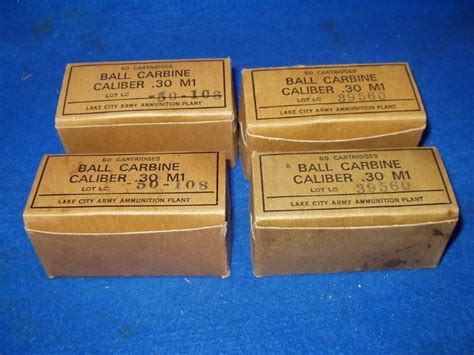 50 CARTRIDGES
BALL CARBINE
CALIBER .30 M1
LOT LC -50-108
LAKE CITY ARMY AMMUNITION PLANT
50 CARTRIDGES
BALL CARBINE
CALIBER .30 M1
LOT LC 39560
LAKE CITY ARMY AMMUNITION PLANT
50 CARTRIDGES
BALL CARBINE
CALIBER .30 M1
LOT LC. -50-108
LAKE CITY ARMY AMMUNITION PLANT
50 CARTRIDGES
BALL CARBINE
CALIBER .30 M1
LOT LC 39560
LAKE CITY ARMY AMMUNITION PLANT